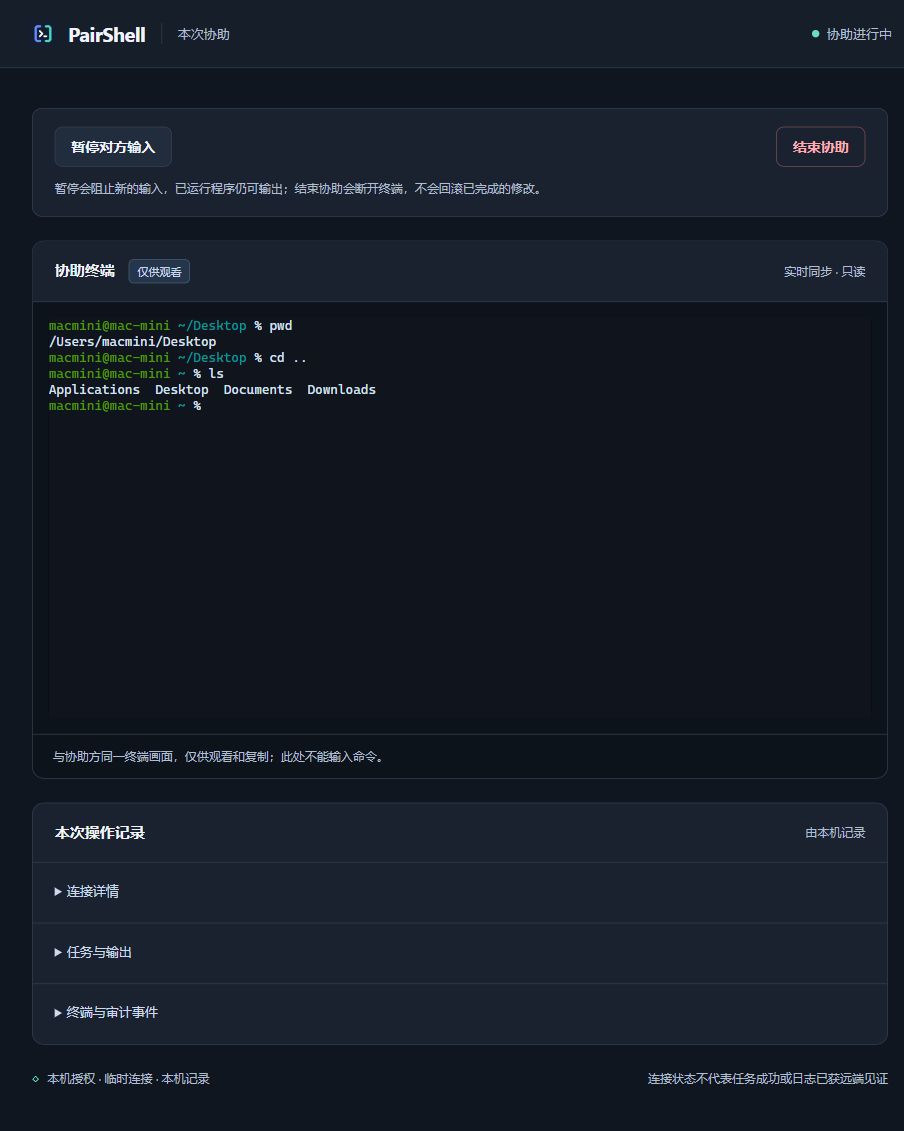 PairShell 本次协助 协助进行中
暂停对方输入 结束协助
暂停会阻止新的输入，已运行程序仍可输出；结束协助会断开终端，不会回滚已完成的修改。
协助终端 仅供观看 实时同步 · 只读
macmini@mac-mini ~/Desktop % pwd
/Users/macmini/Desktop
macmini@mac-mini ~/Desktop % cd ..
macmini@mac-mini ~ % ls
Applications  Desktop  Documents  Downloads
macmini@mac-mini ~ %
与协助方同一终端画面，仅供观看和复制；此处不能输入命令。
本次操作记录 由本机记录
连接详情
任务与输出
终端与审计事件
本机授权 · 临时连接 · 本机记录 连接状态不代表任务成功或日志已获远端见证